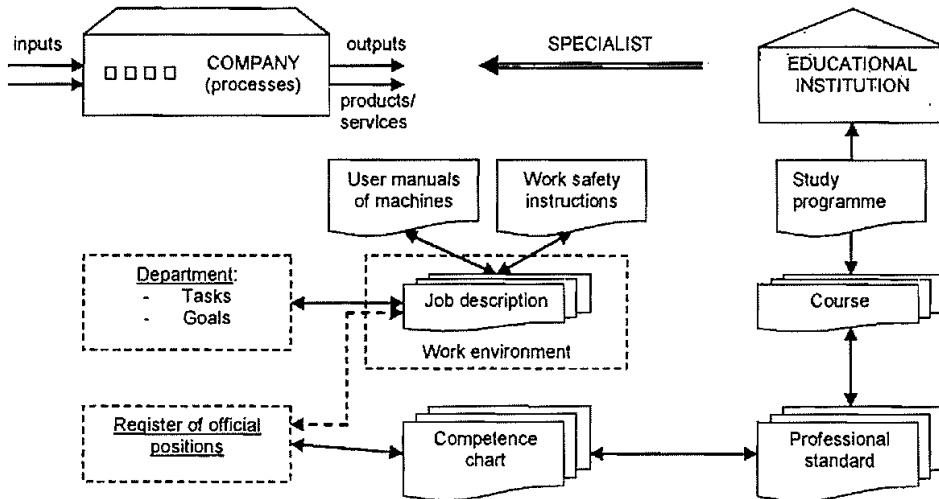 inputs
COMPANY
(processes)
outputs
products/
services
SPECIALIST
EDUCATIONAL
INSTITUTION
User manuals
of machines
Work safety
instructions
Study
programme
Department:
- Tasks
- Goals
Job description
Work environment
Course
Register of official
positions
Competence
chart
Professional
standard